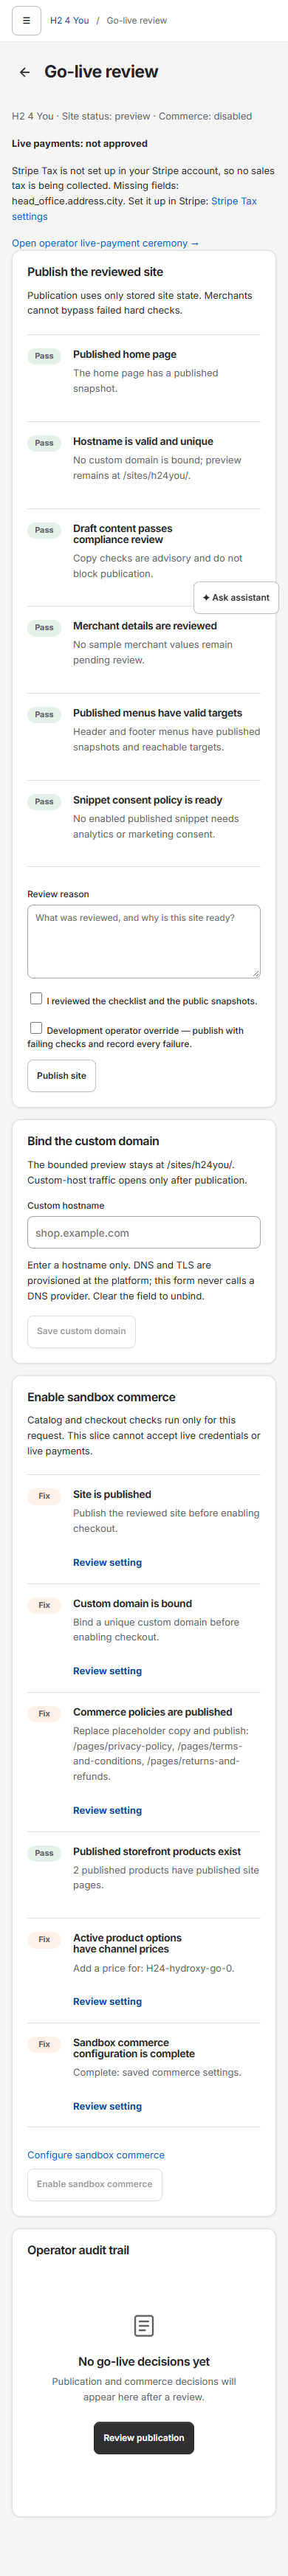 H2 4 You / Go-live review
← Go-live review
H2 4 You · Site status: preview · Commerce: disabled
Live payments: not approved
Stripe Tax is not set up in your Stripe account, so no sales
tax is being collected. Missing fields:
head_office.address.city. Set it up in Stripe: Stripe Tax
settings
Open operator live-payment ceremony →
Publish the reviewed site
Publication uses only stored site state. Merchants
cannot bypass failed hard checks.
Pass
Published home page
The home page has a published
snapshot.
Pass
Hostname is valid and unique
No custom domain is bound; preview
remains at /sites/h24you/.
Pass
Draft content passes
compliance review
Copy checks are advisory and do not
block publication.
✦ Ask assistant
Pass
Merchant details are reviewed
No sample merchant values remain
pending review.
Pass
Published menus have valid targets
Header and footer menus have published
snapshots and reachable targets.
Pass
Snippet consent policy is ready
No enabled published snippet needs
analytics or marketing consent.
Review reason
What was reviewed, and why is this site ready?
I reviewed the checklist and the public snapshots.
Development operator override — publish with
failing checks and record every failure.
Publish site
Bind the custom domain
The bounded preview stays at /sites/h24you/.
Custom-host traffic opens only after publication.
Custom hostname
shop.example.com
Enter a hostname only. DNS and TLS are
provisioned at the platform; this form never calls a
DNS provider. Clear the field to unbind.
Save custom domain
Enable sandbox commerce
Catalog and checkout checks run only for this
request. This slice cannot accept live credentials or
live payments.
Fix
Site is published
Publish the reviewed site before enabling
checkout.
Review setting
Fix
Custom domain is bound
Bind a unique custom domain before
enabling checkout.
Review setting
Fix
Commerce policies are published
Replace placeholder copy and publish:
/pages/privacy-policy, /pages/terms-
and-conditions, /pages/returns-and-
refunds.
Review setting
Pass
Published storefront products exist
2 published products have published site
pages.
Fix
Active product options
have channel prices
Add a price for: H24-hydroxy-go-0.
Review setting
Fix
Sandbox commerce
configuration is complete
Complete: saved commerce settings.
Review setting
Configure sandbox commerce
Enable sandbox commerce
Operator audit trail
No go-live decisions yet
Publication and commerce decisions will
appear here after a review.
Review publication